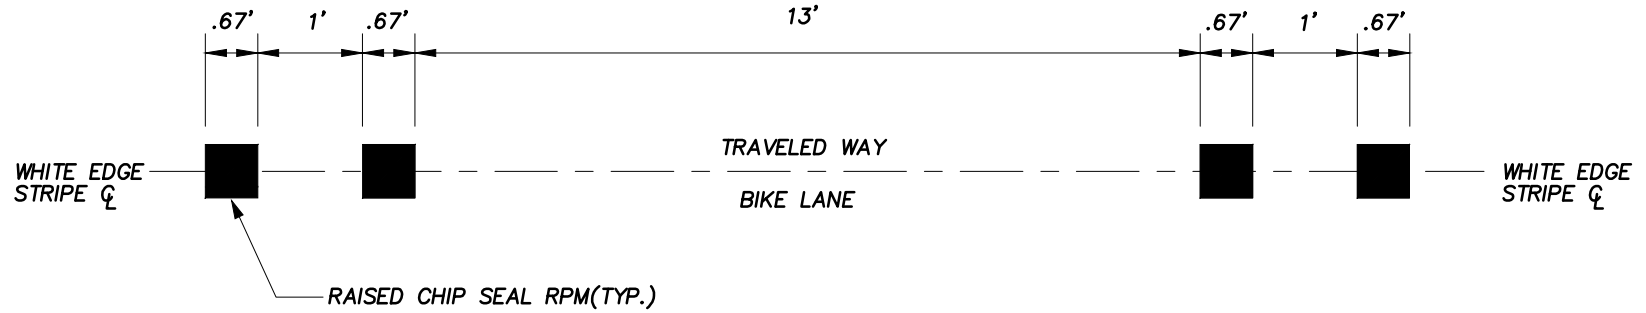 .67' 1' .67' 13' .67' 1' .67'
TRAVELED WAY
WHITE EDGE
STRIPE ℄
BIKE LANE
WHITE EDGE
STRIPE ℄
RAISED CHIP SEAL RPM(TYP.)